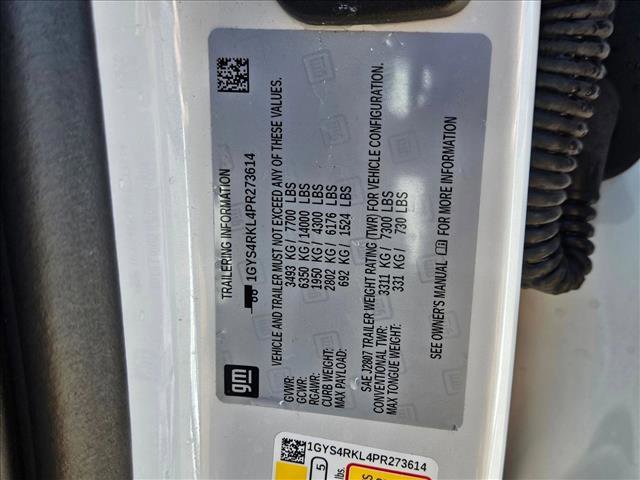 gm
TRAILERING INFORMATION
1GYS4RKL4PR273614
VEHICLE AND TRAILER MUST NOT EXCEED ANY OF THESE VALUES.
GVWR: 3493 KG / 7700 LBS
GCWR: 6350 KG / 14000 LBS
RGAWR: 1950 KG / 4300 LBS
CURB WEIGHT: 2802 KG / 6176 LBS
MAX PAYLOAD: 692 KG / 1524 LBS
SAE J2807 TRAILER WEIGHT RATING (TWR) FOR VEHICLE CONFIGURATION.
CONVENTIONAL TWR: 3311 KG / 7300 LBS
MAX TONGUE WEIGHT: 331 KG / 730 LBS
SEE OWNER'S MANUAL FOR MORE INFORMATION
1GYS4RKL4PR273614
5